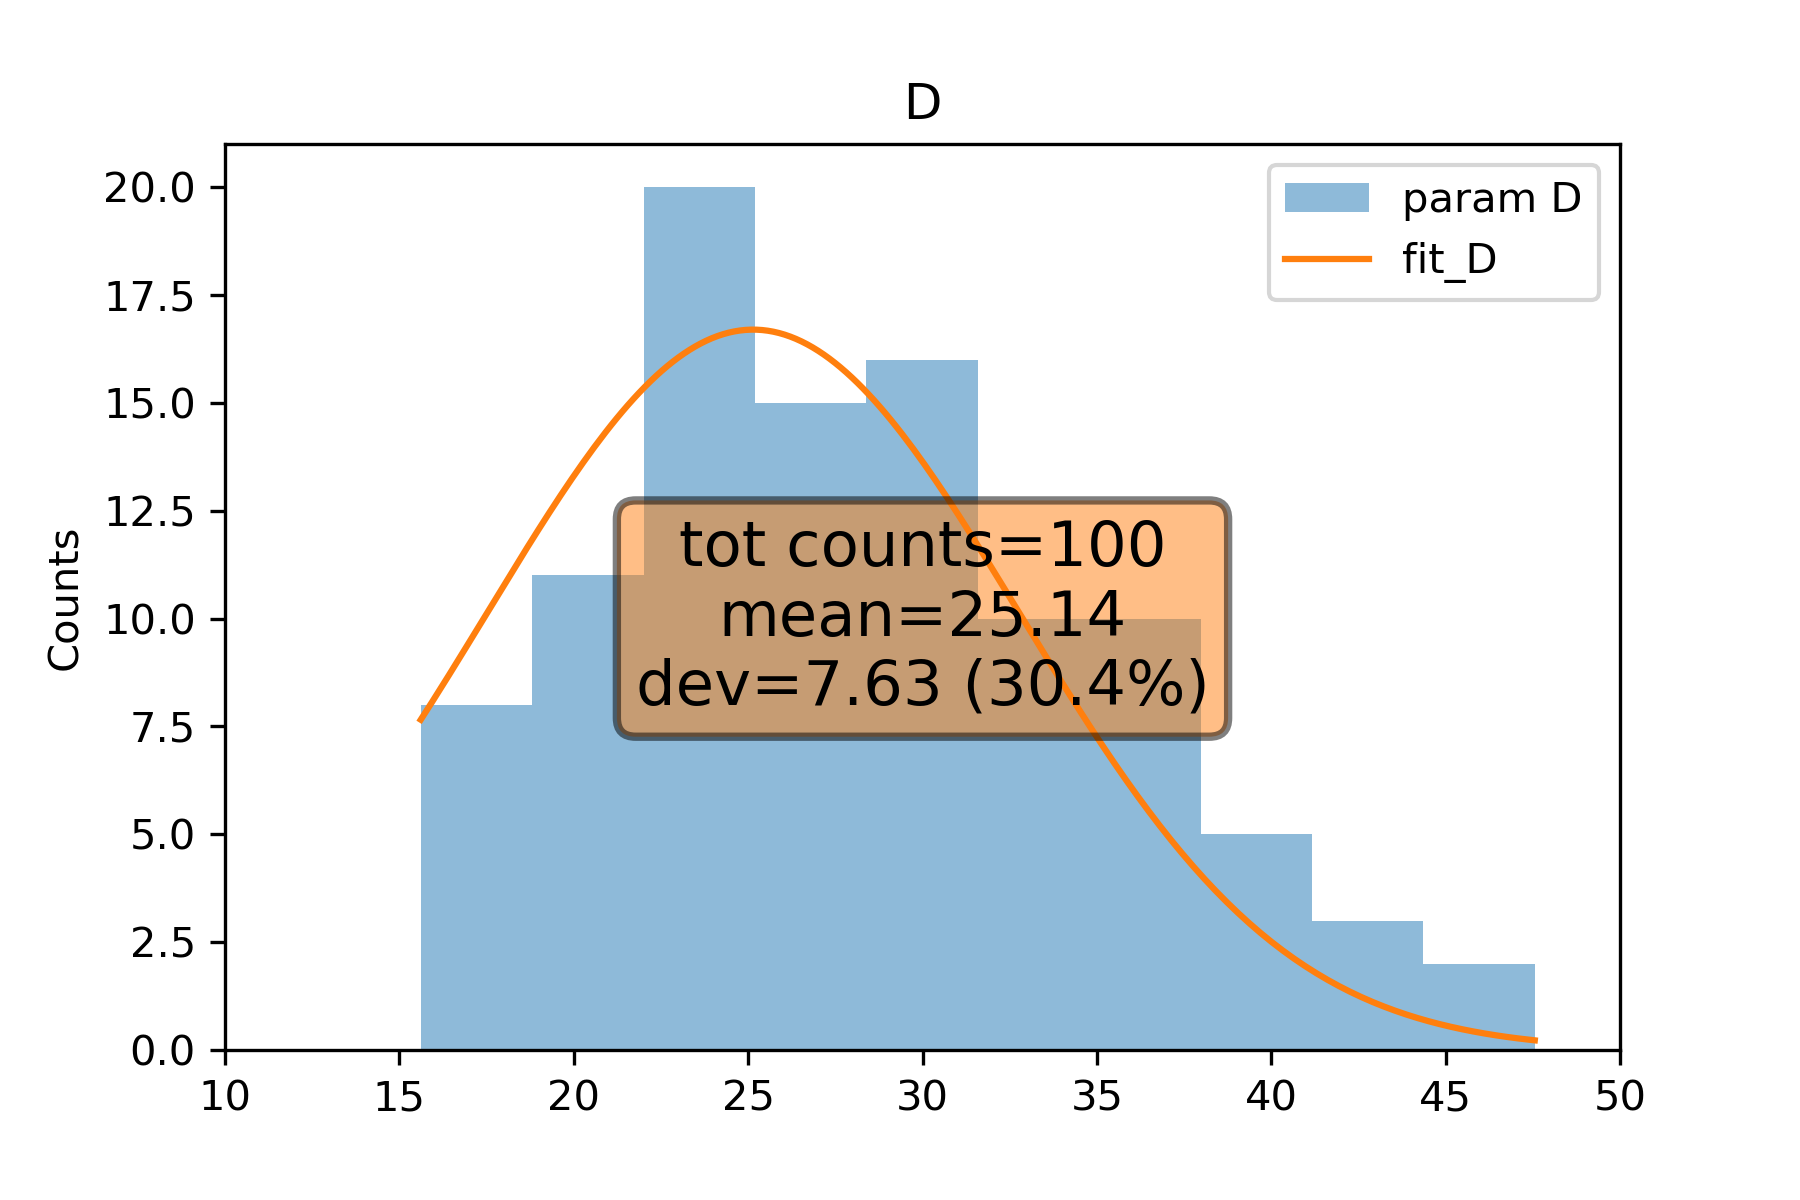 D
param D
fit_D
20.0
17.5
15.0
12.5
10.0
7.5
5.0
2.5
0.0
Counts
tot counts=100
mean=25.14
dev=7.63 (30.4%)
10 15 20 25 30 35 40 45 50